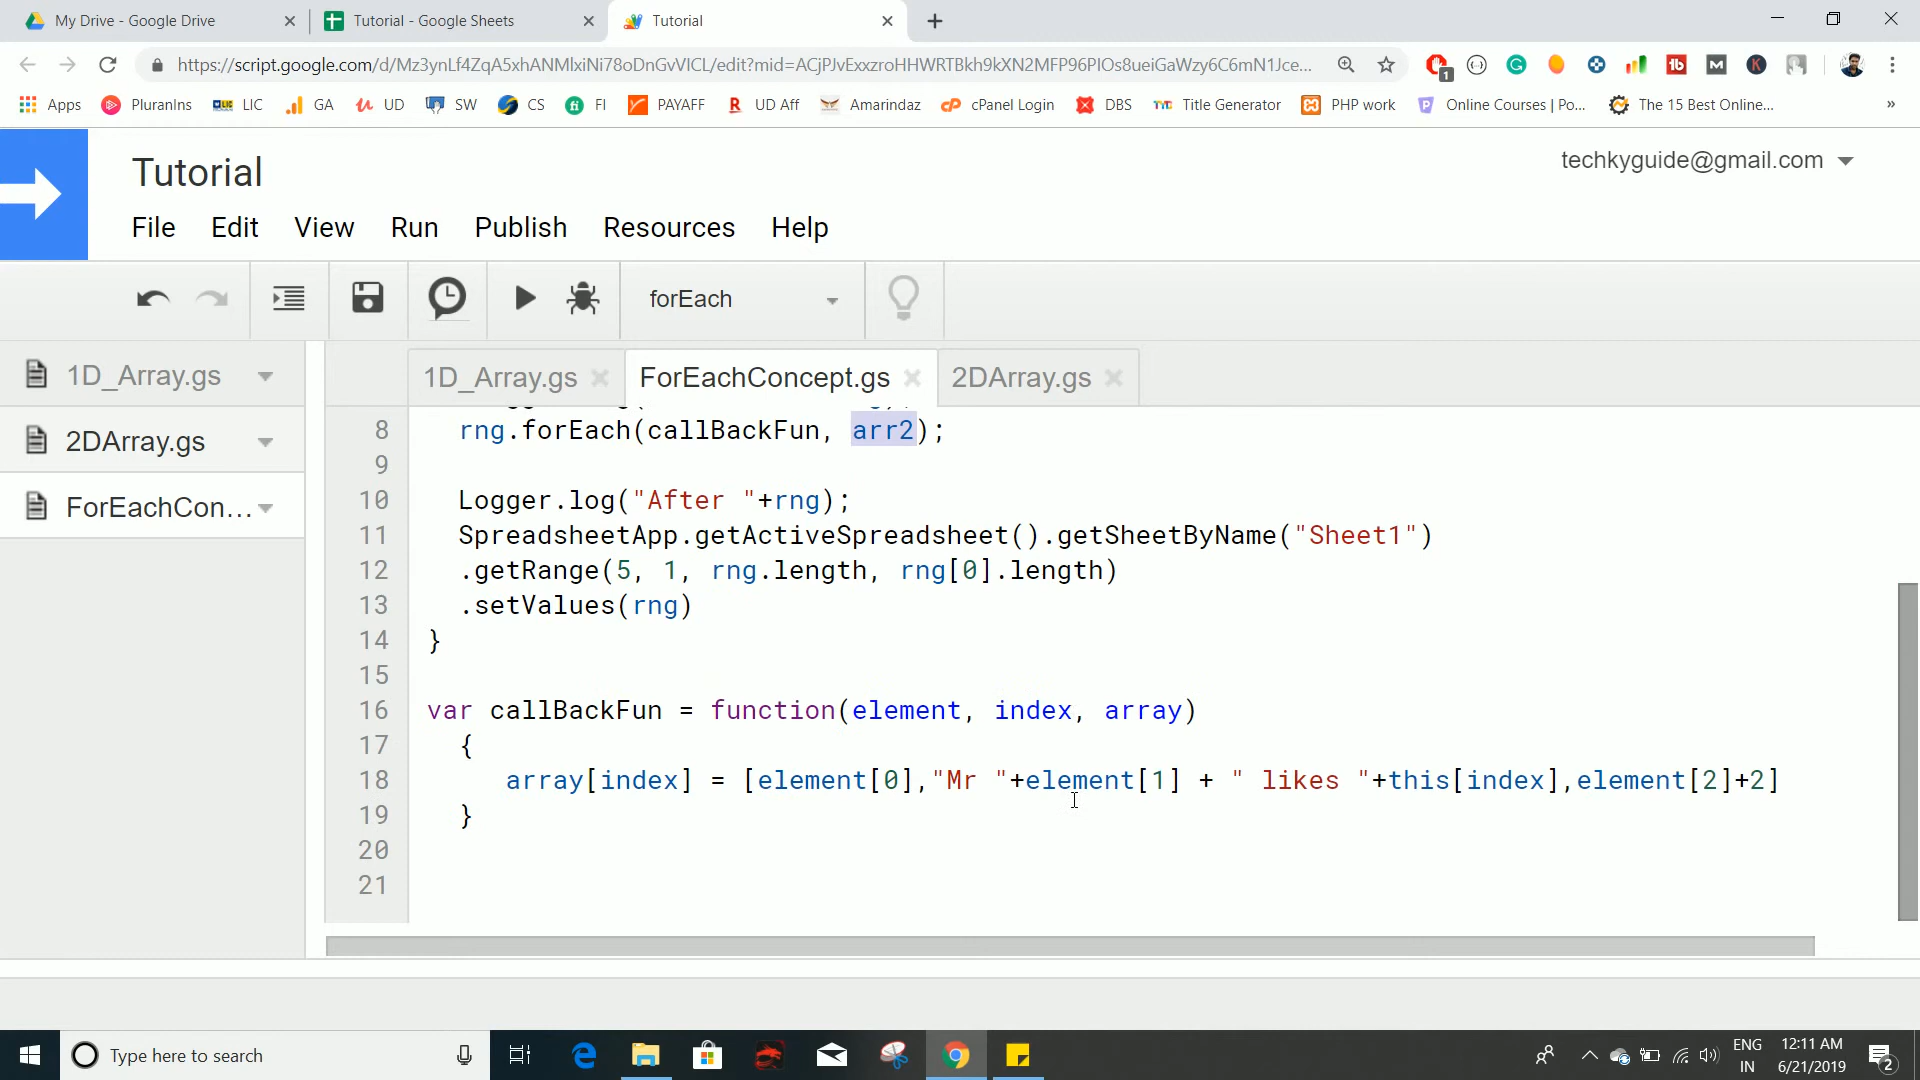 My Drive - Google Drive
Tutorial - Google Sheets
Tutorial
https://script.google.com/d/Mz3ynLf4ZqA5xhANMlxiNi78oDnGvVICL/edit?mid=ACjPJvExxzroHHWRTBkh9kXN2MFP96PIOs8ueiGaWzy6C6mN1Jce...
1
Apps
PluranIns
LIC
GA
UD
SW
CS
FI
PAYAFF
UD Aff
Amarindaz
cPanel Login
DBS
Title Generator
PHP work
Online Courses | Po...
The 15 Best Online...
»
Tutorial
techkyguide@gmail.com
File Edit View Run Publish Resources Help
forEach
1D_Array.gs
2DArray.gs
ForEachCon...
1D_Array.gs
ForEachConcept.gs
2DArray.gs
8 rng.forEach(callBackFun, arr2);
9
10 Logger.log("After "+rng);
11 SpreadsheetApp.getActiveSpreadsheet().getSheetByName("Sheet1")
12 .getRange(5, 1, rng.length, rng[0].length)
13 .setValues(rng)
14 }
15
16 var callBackFun = function(element, index, array)
17 {
18 array[index] = [element[0],"Mr "+element[1] + " likes "+this[index],element[2]+2]
19 }
20
21
Type here to search
ENG
IN
12:11 AM
6/21/2019
2